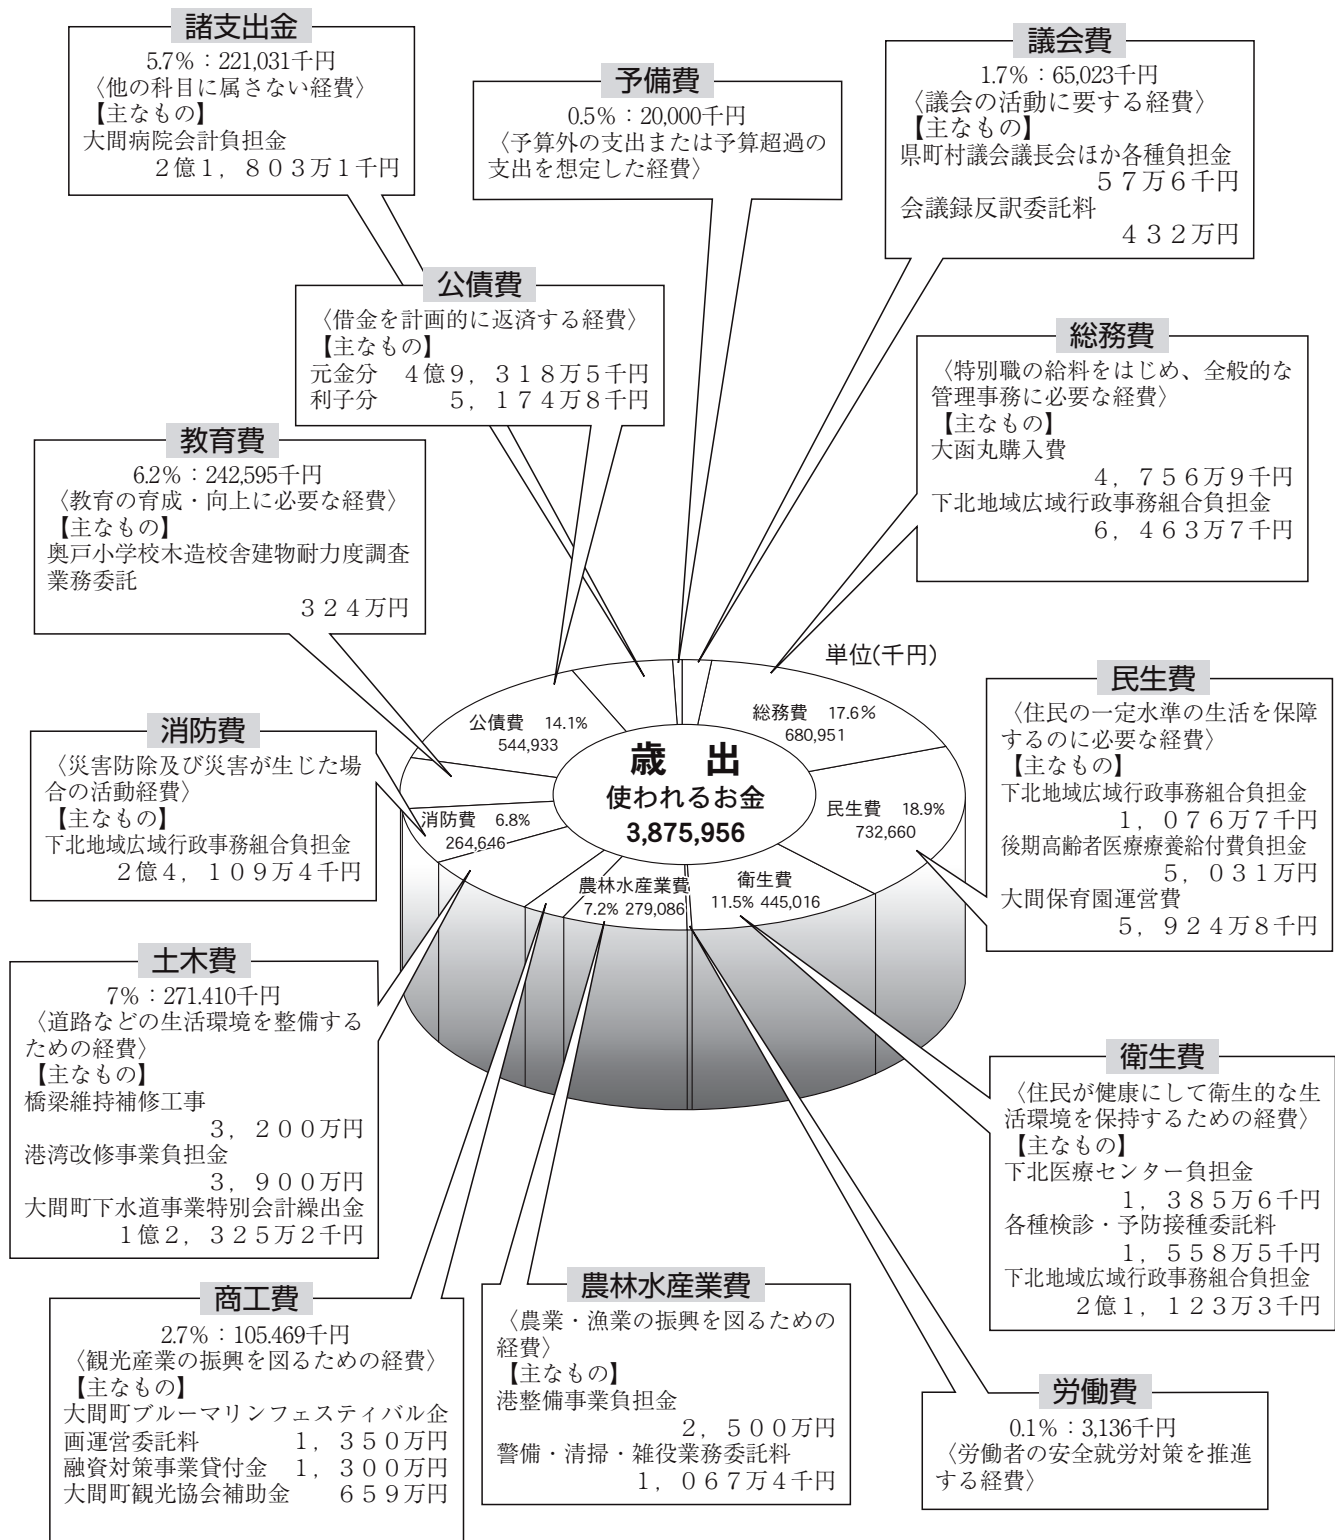 諸支出金
5.7%：221,031千円
〈他の科目に属さない経費〉
【主なもの】
大間病院会計負担金
２億１，８０３万１千円
予備費
0.5%：20,000千円
〈予算外の支出または予算超過の
支出を想定した経費〉
議会費
1.7%：65,023千円
〈議会の活動に要する経費〉
【主なもの】
県町村議会議長会ほか各種負担金
５７万６千円
会議録反訳委託料
４３２万円
公債費
〈借金を計画的に返済する経費〉
【主なもの】
元金分　４億９，３１８万５千円
利子分　５，１７４万８千円
総務費
〈特別職の給料をはじめ、全般的な
管理事務に必要な経費〉
【主なもの】
大函丸購入費
４，７５６万９千円
下北地域広域行政事務組合負担金
６，４６３万７千円
教育費
6.2%：242,595千円
〈教育の育成・向上に必要な経費〉
【主なもの】
奥戸小学校木造校舎建物耐力度調査
業務委託
３２４万円
単位(千円)
公債費　14.1%
544,933
総務費　17.6%
680,951
歳　出
使われるお金
3,875,956
消防費　6.8%
264,646
民生費　18.9%
732,660
農林水産業費
7.2% 279,086
衛生費
11.5% 445,016
消防費
〈災害防除及び災害が生じた場
合の活動経費〉
【主なもの】
下北地域広域行政事務組合負担金
２億４，１０９万４千円
民生費
〈住民の一定水準の生活を保障
するのに必要な経費〉
【主なもの】
下北地域広域行政事務組合負担金
１，０７６万７千円
後期高齢者医療療養給付費負担金
５，０３１万円
大間保育園運営費
５，９２４万８千円
土木費
7%：271.410千円
〈道路などの生活環境を整備する
ための経費〉
【主なもの】
橋梁維持補修工事
３，２００万円
港湾改修事業負担金
３，９００万円
大間町下水道事業特別会計繰出金
１億２，３２５万２千円
衛生費
〈住民が健康にして衛生的な生
活環境を保持するための経費〉
【主なもの】
下北医療センター負担金
１，３８５万６千円
各種検診・予防接種委託料
１，５５８万５千円
下北地域広域行政事務組合負担金
２億１，１２３万３千円
商工費
2.7%：105.469千円
〈観光産業の振興を図るための経費〉
【主なもの】
大間町ブルーマリンフェスティバル企
画運営委託料　１，３５０万円
融資対策事業貸付金　１，３００万円
大間町観光協会補助金　６５９万円
農林水産業費
〈農業・漁業の振興を図るための
経費〉
【主なもの】
港整備事業負担金
２，５００万円
警備・清掃・雑役業務委託料
１，０６７万４千円
労働費
0.1%：3,136千円
〈労働者の安全就労対策を推進
する経費〉